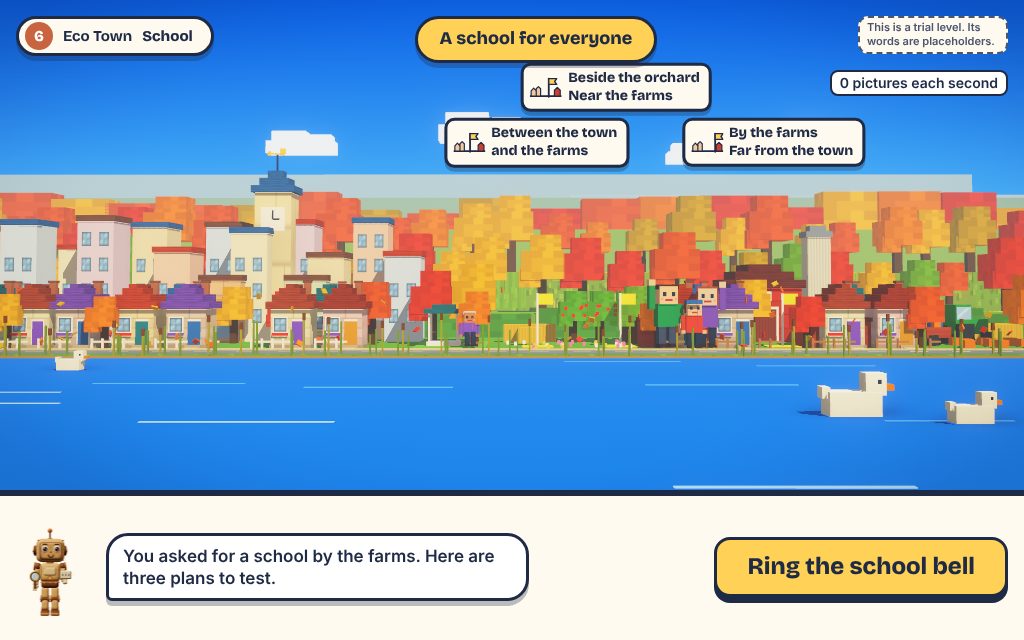 6 Eco Town School
A school for everyone
This is a trial level. Its
words are placeholders.
0 pictures each second
Beside the orchard
Near the farms
Between the town
and the farms
By the farms
Far from the town
You asked for a school by the farms. Here are
three plans to test.
Ring the school bell